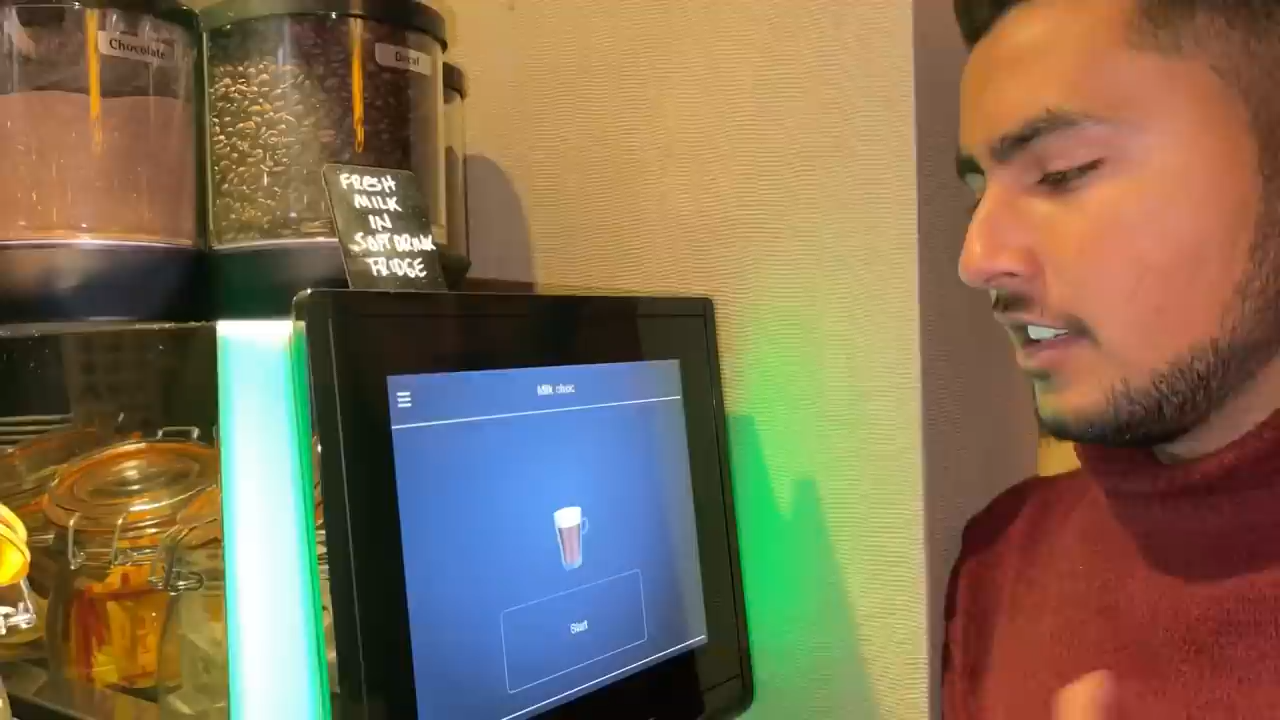 Chocolate
Decaf
FRESH
MILK
IN
SOFT DRINK
FRIDGE
Milk choc
Start